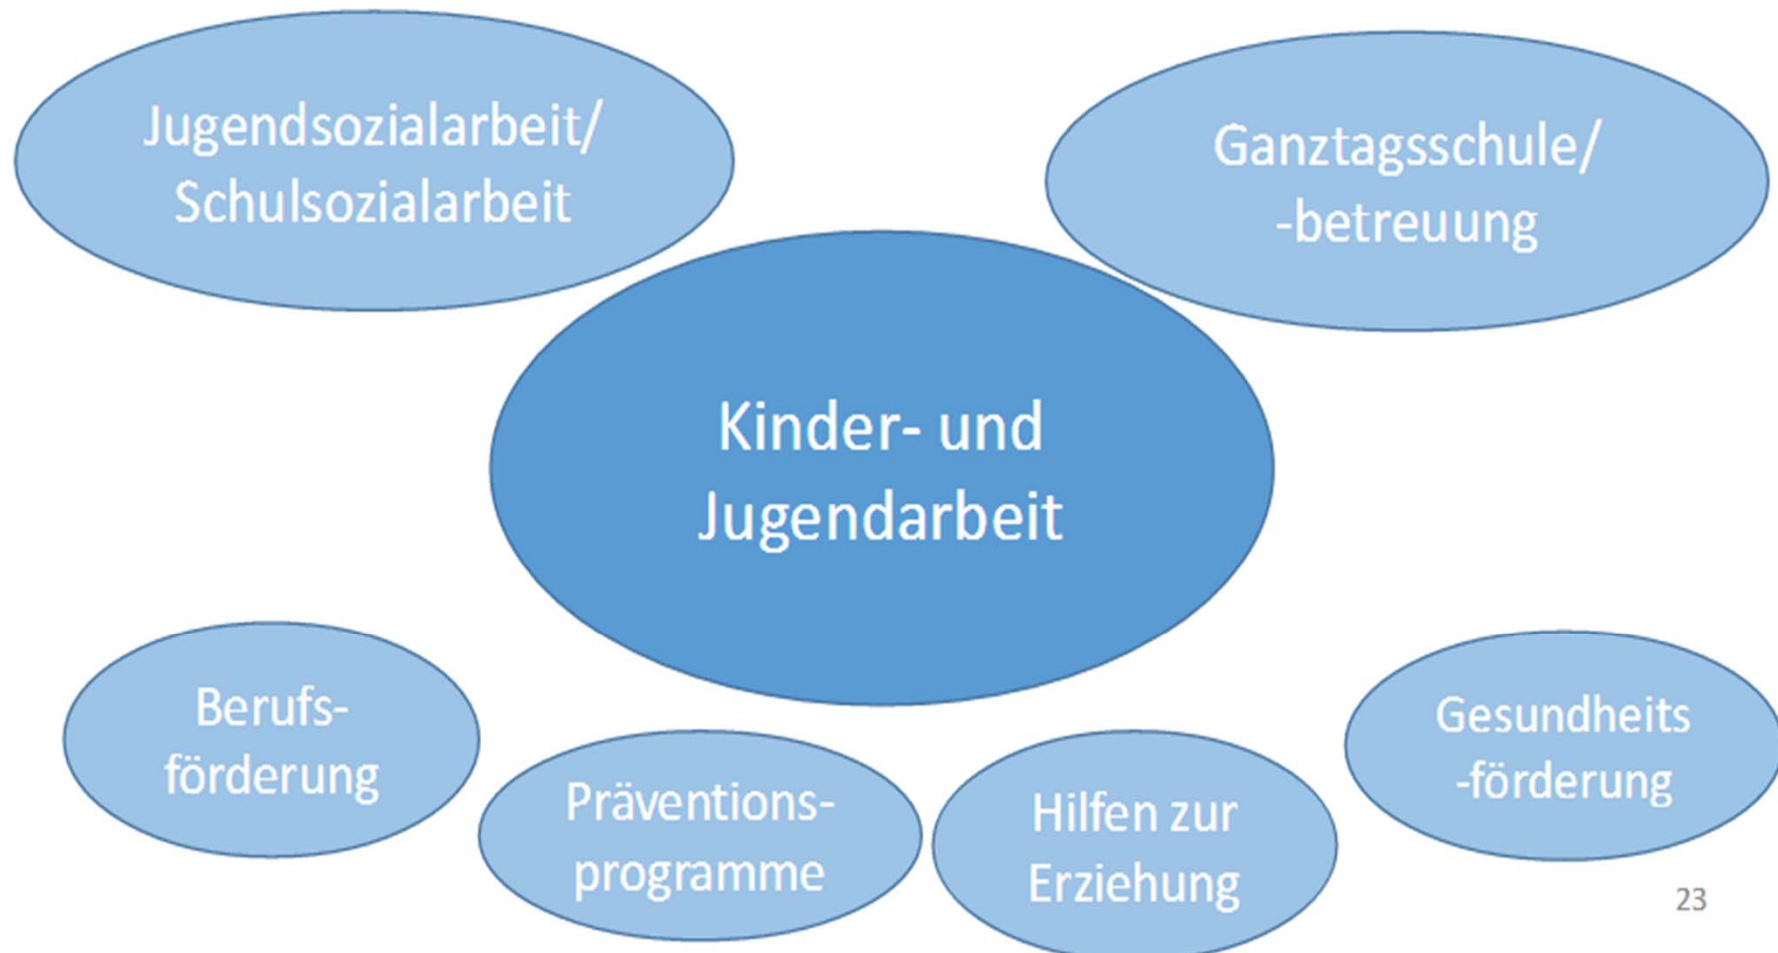 Jugendsozialarbeit/
Schulsozialarbeit
Ganztagsschule/
-betreuung
Kinder- und
Jugendarbeit
Berufs-
förderung
Präventions-
programme
Hilfen zur
Erziehung
Gesundheits
-förderung
23